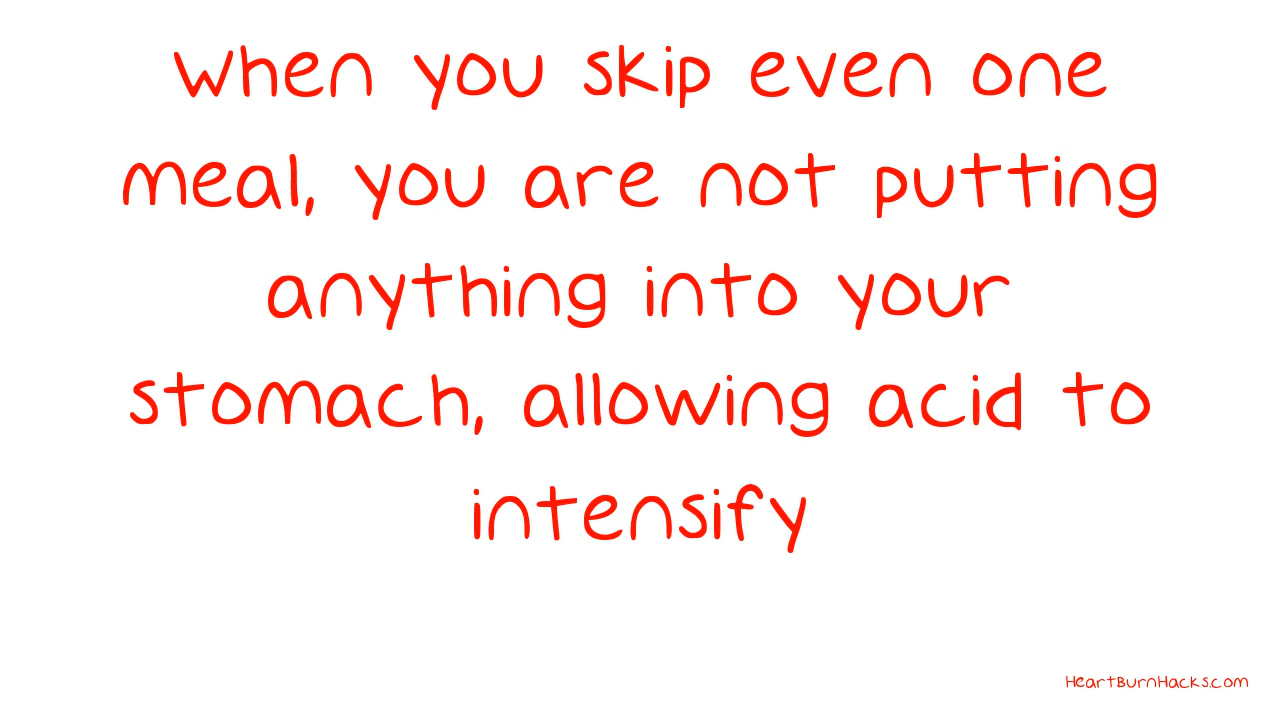 When you skip even one
meal, you are not putting
anything into your
stomach, allowing acid to
intensify
HeartBurnHacks.com